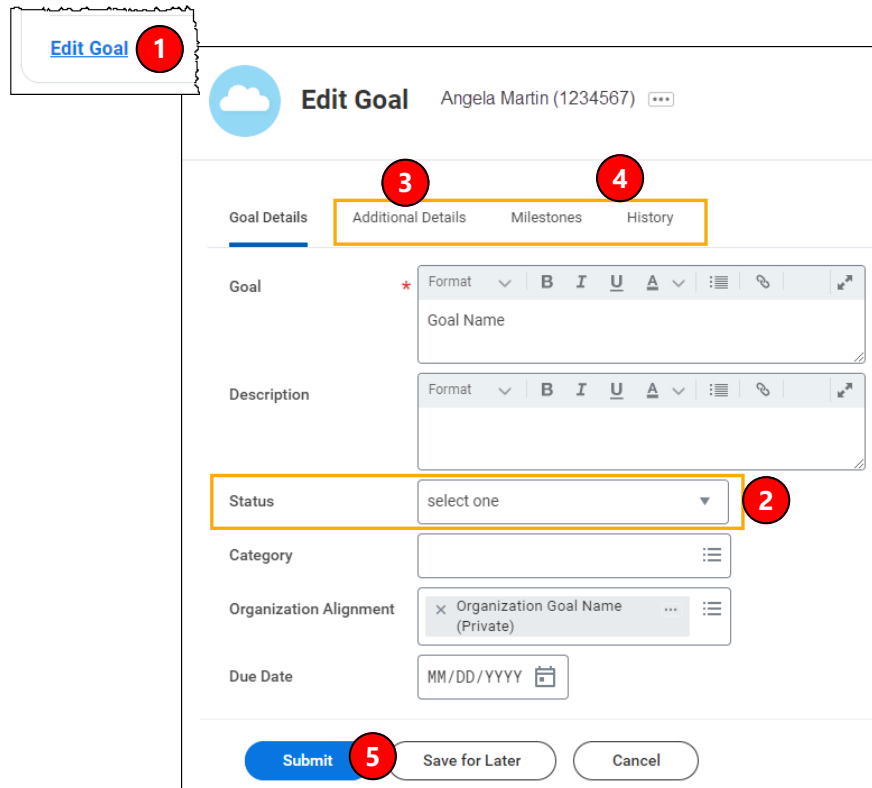 Edit Goal 1
Edit Goal Angela Martin (1234567)
3 4
Goal Details Additional Details Milestones History
Goal * Format B I U A
Goal Name
Description Format B I U A
Status select one 2
Category
Organization Alignment × Organization Goal Name ...
(Private)
Due Date MM/DD/YYYY
Submit 5 Save for Later Cancel